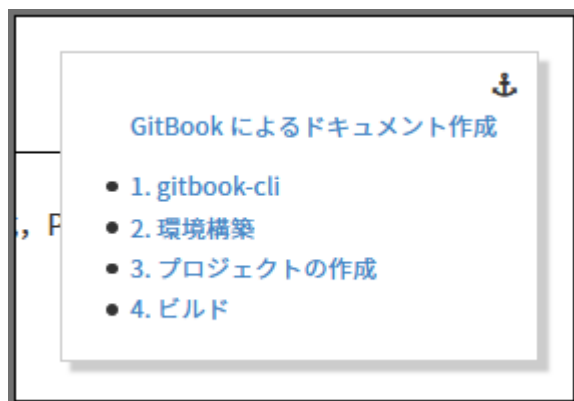 GitBook によるドキュメント作成
1. gitbook-cli
2. 環境構築
, P
3. プロジェクトの作成
4. ビルド